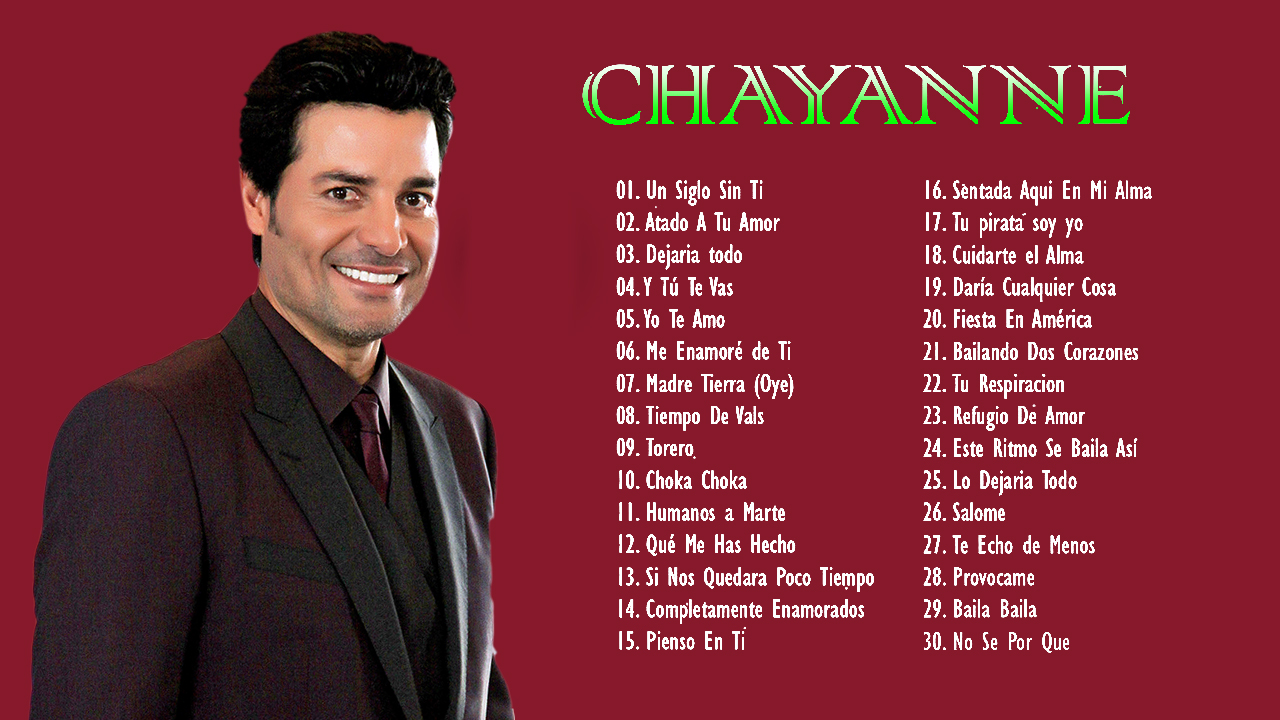 CHAYANNE
01. Un Siglo Sin Ti
02. Atado A Tu Amor
03. Dejaria todo
04. Y Tú Te Vas
05. Yo Te Amo
06. Me Enamoré de Ti
07. Madre Tierra (Oye)
08. Tiempo De Vals
09. Torero
10. Choka Choka
11. Humanos a Marte
12. Qué Me Has Hecho
13. Si Nos Quedara Poco Tiempo
14. Completamente Enamorados
15. Pienso En Ti
16. Sentada Aqui En Mi Alma
17. Tu pirata soy yo
18. Cuidarte el Alma
19. Daría Cualquier Cosa
20. Fiesta En América
21. Bailando Dos Corazones
22. Tu Respiracion
23. Refugio De Amor
24. Este Ritmo Se Baila Así
25. Lo Dejaria Todo
26. Salome
27. Te Echo de Menos
28. Provocame
29. Baila Baila
30. No Se Por Que